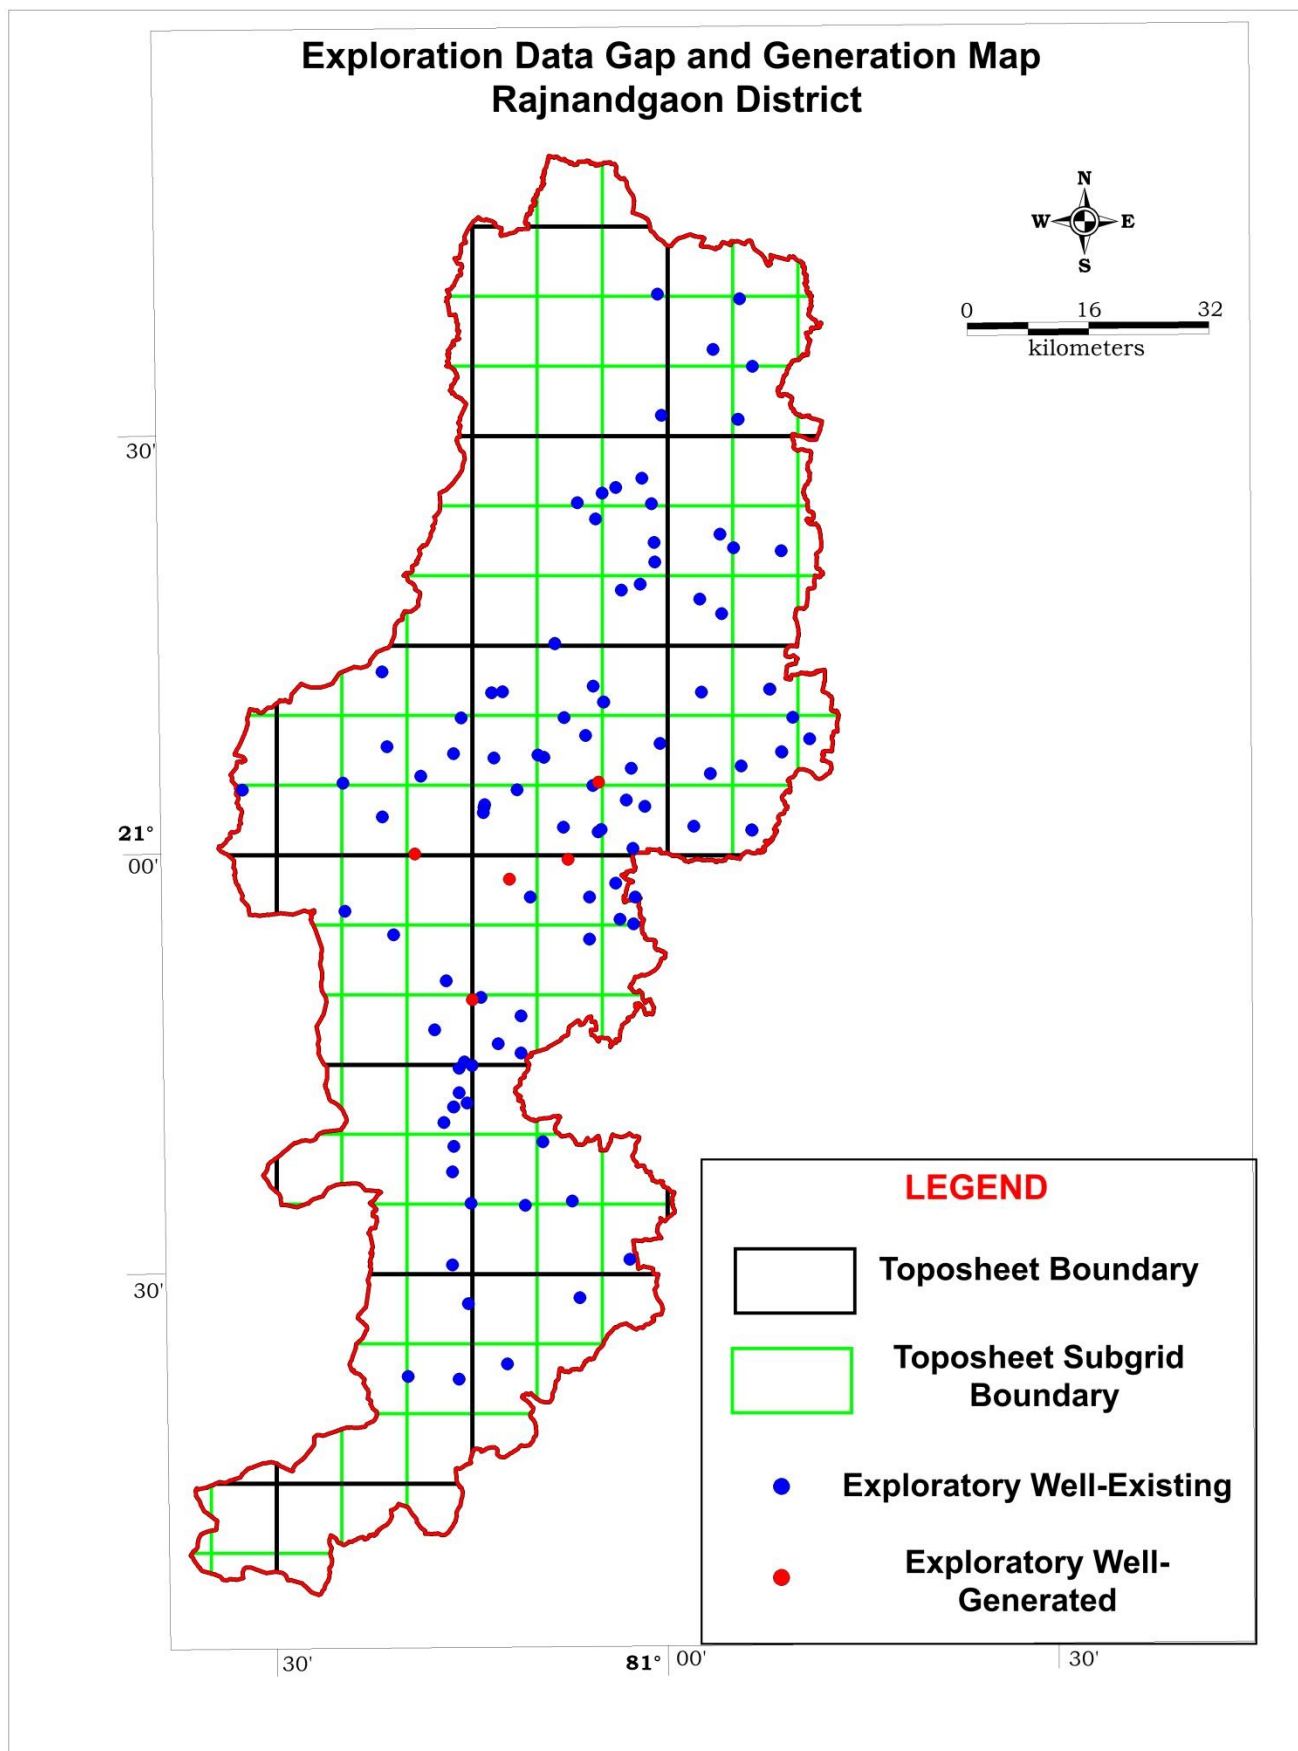 Exploration Data Gap and Generation Map
Rajnandgaon District
N
W E
S
0 16 32
kilometers
30'
21°
00'
30'
LEGEND
Toposheet Boundary
Toposheet Subgrid
Boundary
Exploratory Well-Existing
Exploratory Well-
Generated
30' 81° 00' 30'